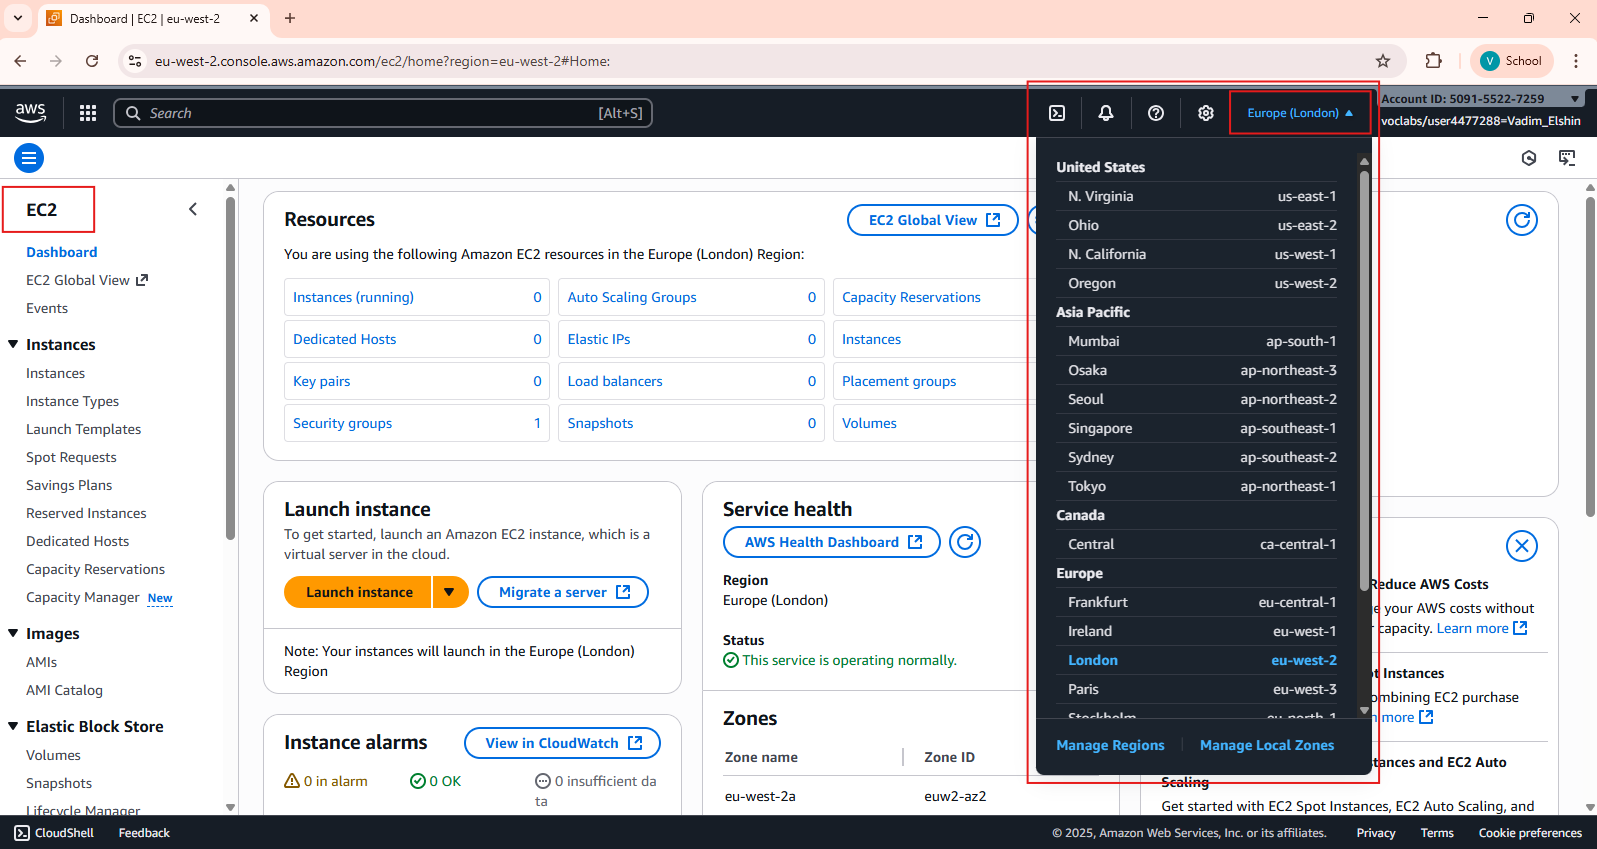 Dashboard | EC2 | eu-west-2
eu-west-2.console.aws.amazon.com/ec2/home?region=eu-west-2#Home:
V School
aws
Search [Alt+S]
Europe (London)
Account ID: 5091-5522-7259
voclabs/user4477288=Vadim_Elshin
EC2
Dashboard
EC2 Global View
Events
Instances
Instances
Instance Types
Launch Templates
Spot Requests
Savings Plans
Reserved Instances
Dedicated Hosts
Capacity Reservations
Capacity Manager New
Images
AMIs
AMI Catalog
Elastic Block Store
Volumes
Snapshots
Lifecycle Manager
Resources
EC2 Global View
You are using the following Amazon EC2 resources in the Europe (London) Region:
Instances (running) 0
Auto Scaling Groups 0
Capacity Reservations
Dedicated Hosts 0
Elastic IPs 0
Instances
Key pairs 0
Load balancers 0
Placement groups
Security groups 1
Snapshots 0
Volumes
Launch instance
To get started, launch an Amazon EC2 instance, which is a
virtual server in the cloud.
Launch instance
Migrate a server
Note: Your instances will launch in the Europe (London)
Region
Instance alarms
View in CloudWatch
0 in alarm
0 OK
0 insufficient da
ta
Service health
AWS Health Dashboard
Region
Europe (London)
Status
This service is operating normally.
Zones
Zone name Zone ID
eu-west-2a euw2-az2
United States
N. Virginia us-east-1
Ohio us-east-2
N. California us-west-1
Oregon us-west-2
Asia Pacific
Mumbai ap-south-1
Osaka ap-northeast-3
Seoul ap-northeast-2
Singapore ap-southeast-1
Sydney ap-southeast-2
Tokyo ap-northeast-1
Canada
Central ca-central-1
Europe
Frankfurt eu-central-1
Ireland eu-west-1
London eu-west-2
Paris eu-west-3
Stockholm eu-north-1
Manage Regions
Manage Local Zones
Reduce AWS Costs
your AWS costs without
capacity. Learn more
Instances
ombining EC2 purchase
more
tances and EC2 Auto
Scaling
Get started with EC2 Spot Instances, EC2 Auto Scaling, and
CloudShell
Feedback
© 2025, Amazon Web Services, Inc. or its affiliates.
Privacy
Terms
Cookie preferences